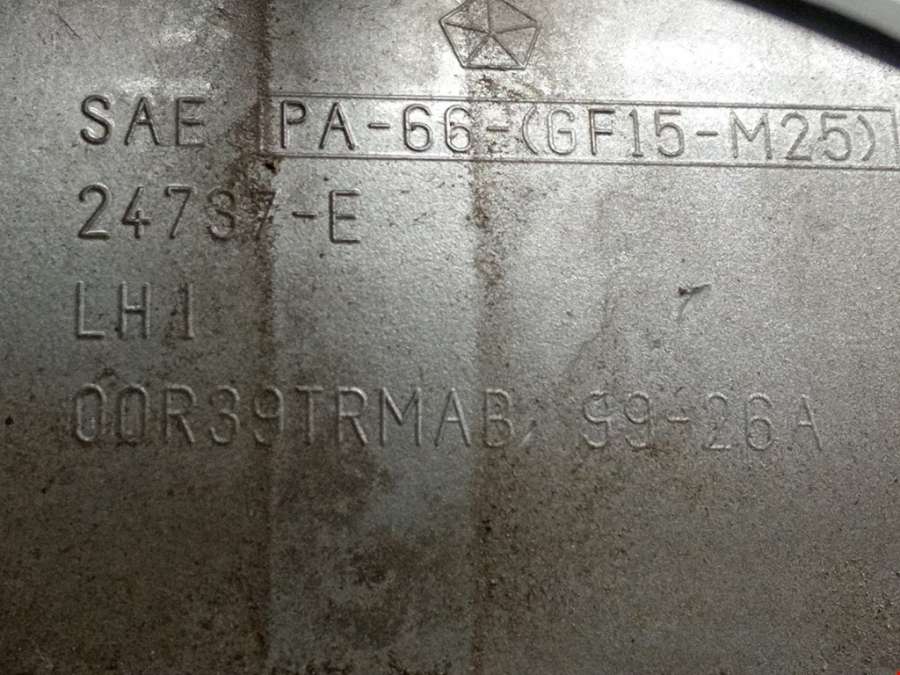 SAE PA-66-(GF15-M25)
24737-E
LH1
00R39TRMAB, 99-26A